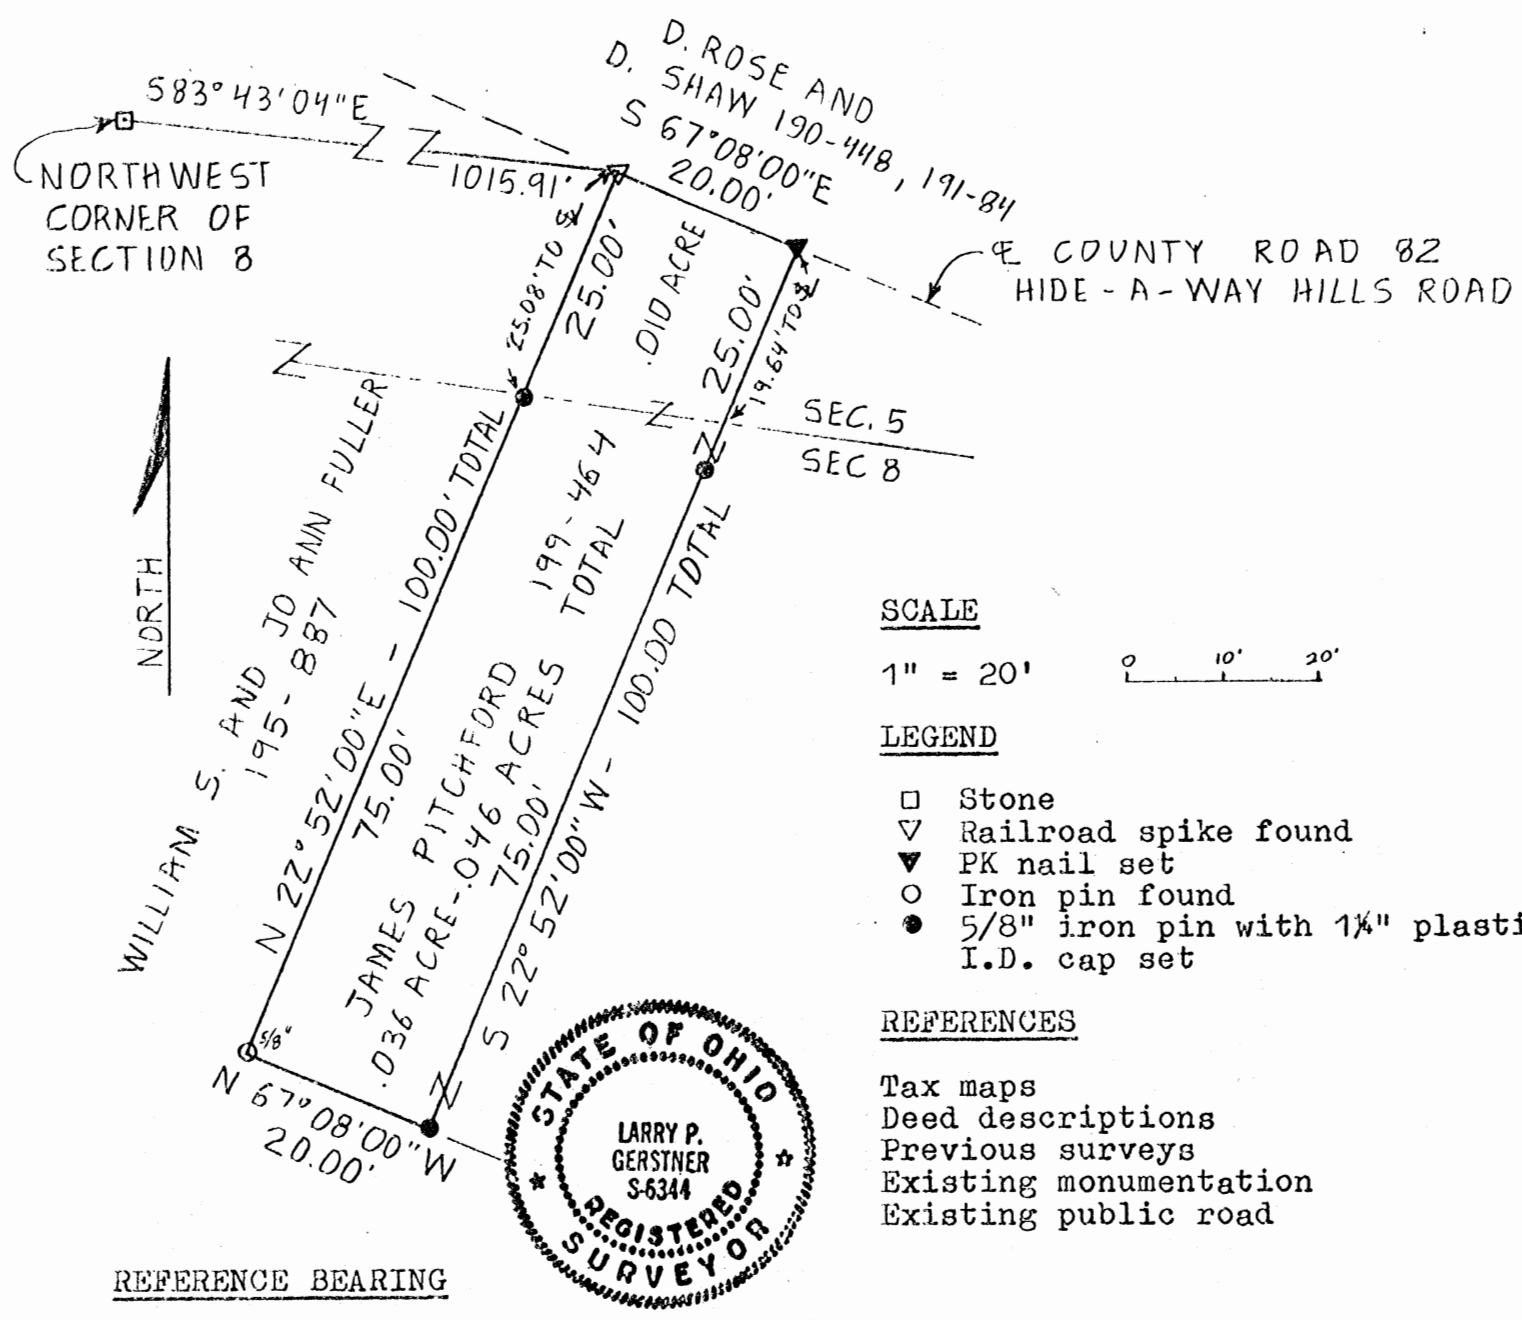 D. ROSE AND
D. SHAW 190-448, 191-84
S 67°08'00"E
20.00'
S83°43'04"E
1015.91'
NORTHWEST
CORNER OF
SECTION 8
℄ COUNTY ROAD 82
HIDE-A-WAY HILLS ROAD
25.08' TO
25.00'
.010 ACRE
25.00'
19.64' TO
SEC. 5
SEC 8
NORTH
WILLIAM S. AND JO ANN FULLER
195-887
N 22°52'00"E - 100.00' TOTAL
75.00'
JAMES PITCHFORD 199-464
.036 ACRE-.046 ACRES TOTAL
75.00'
S 22°52'00"W - 100.00 TOTAL
5/8"
N 67°08'00"W
20.00'
SCALE
1" = 20'
0 10' 20'
LEGEND
Stone
Railroad spike found
PK nail set
Iron pin found
5/8" iron pin with 1¼" plasti
I.D. cap set
REFERENCES
Tax maps
Deed descriptions
Previous surveys
Existing monumentation
Existing public road
STATE OF OHIO
LARRY P.
GERSTNER
S-6344
REGISTERED
SURVEYOR
REFERENCE BEARING